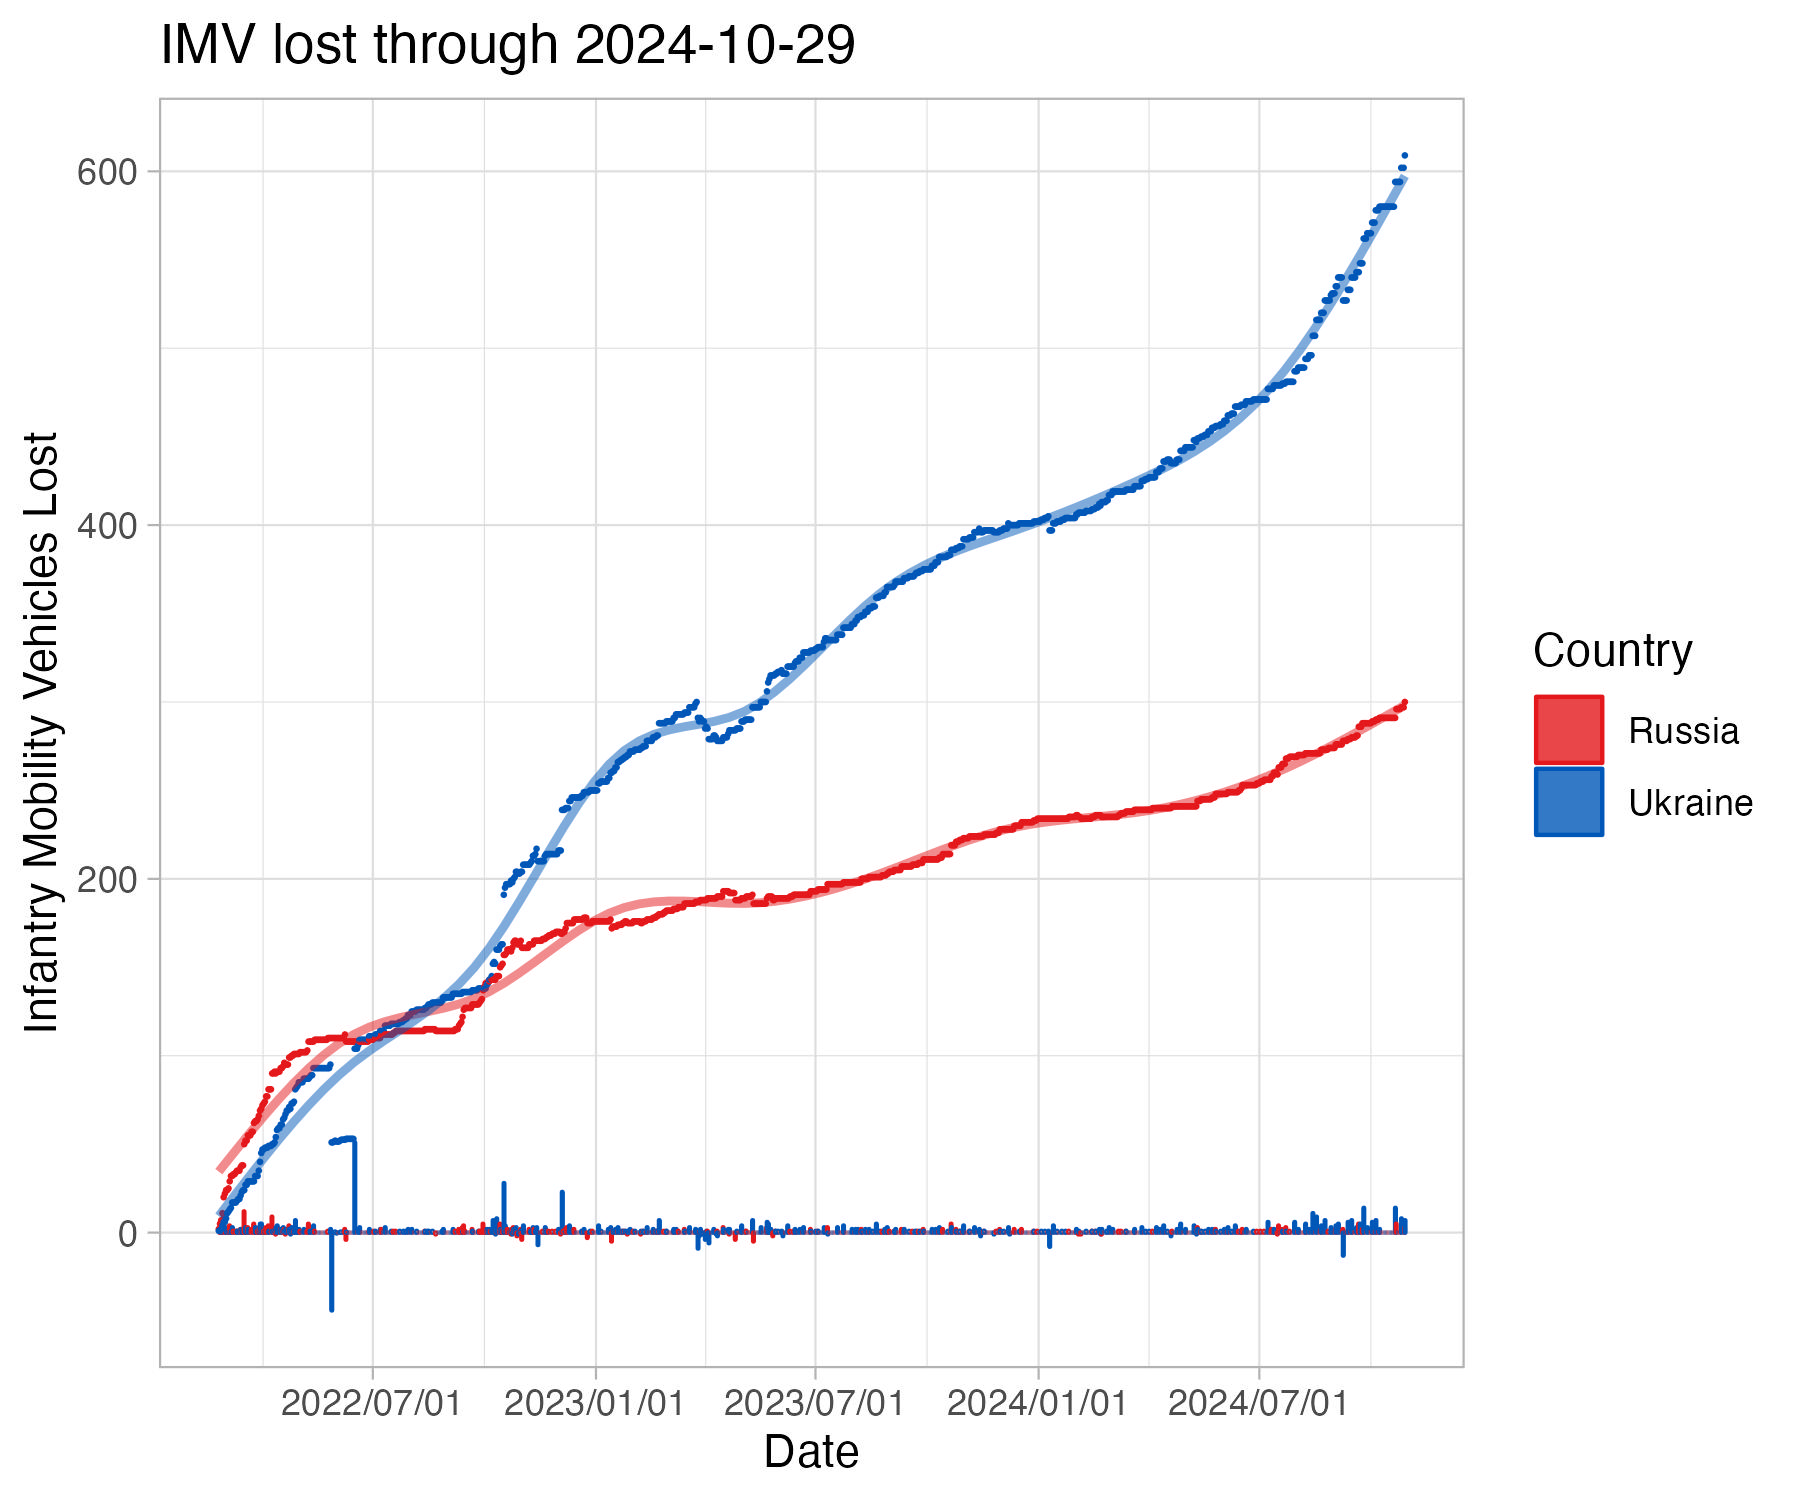 IMV lost through 2024-10-29
Infantry Mobility Vehicles Lost
600
400
200
0
2022/07/01
2023/01/01
2023/07/01
2024/01/01
2024/07/01
Date
Country
Russia
Ukraine